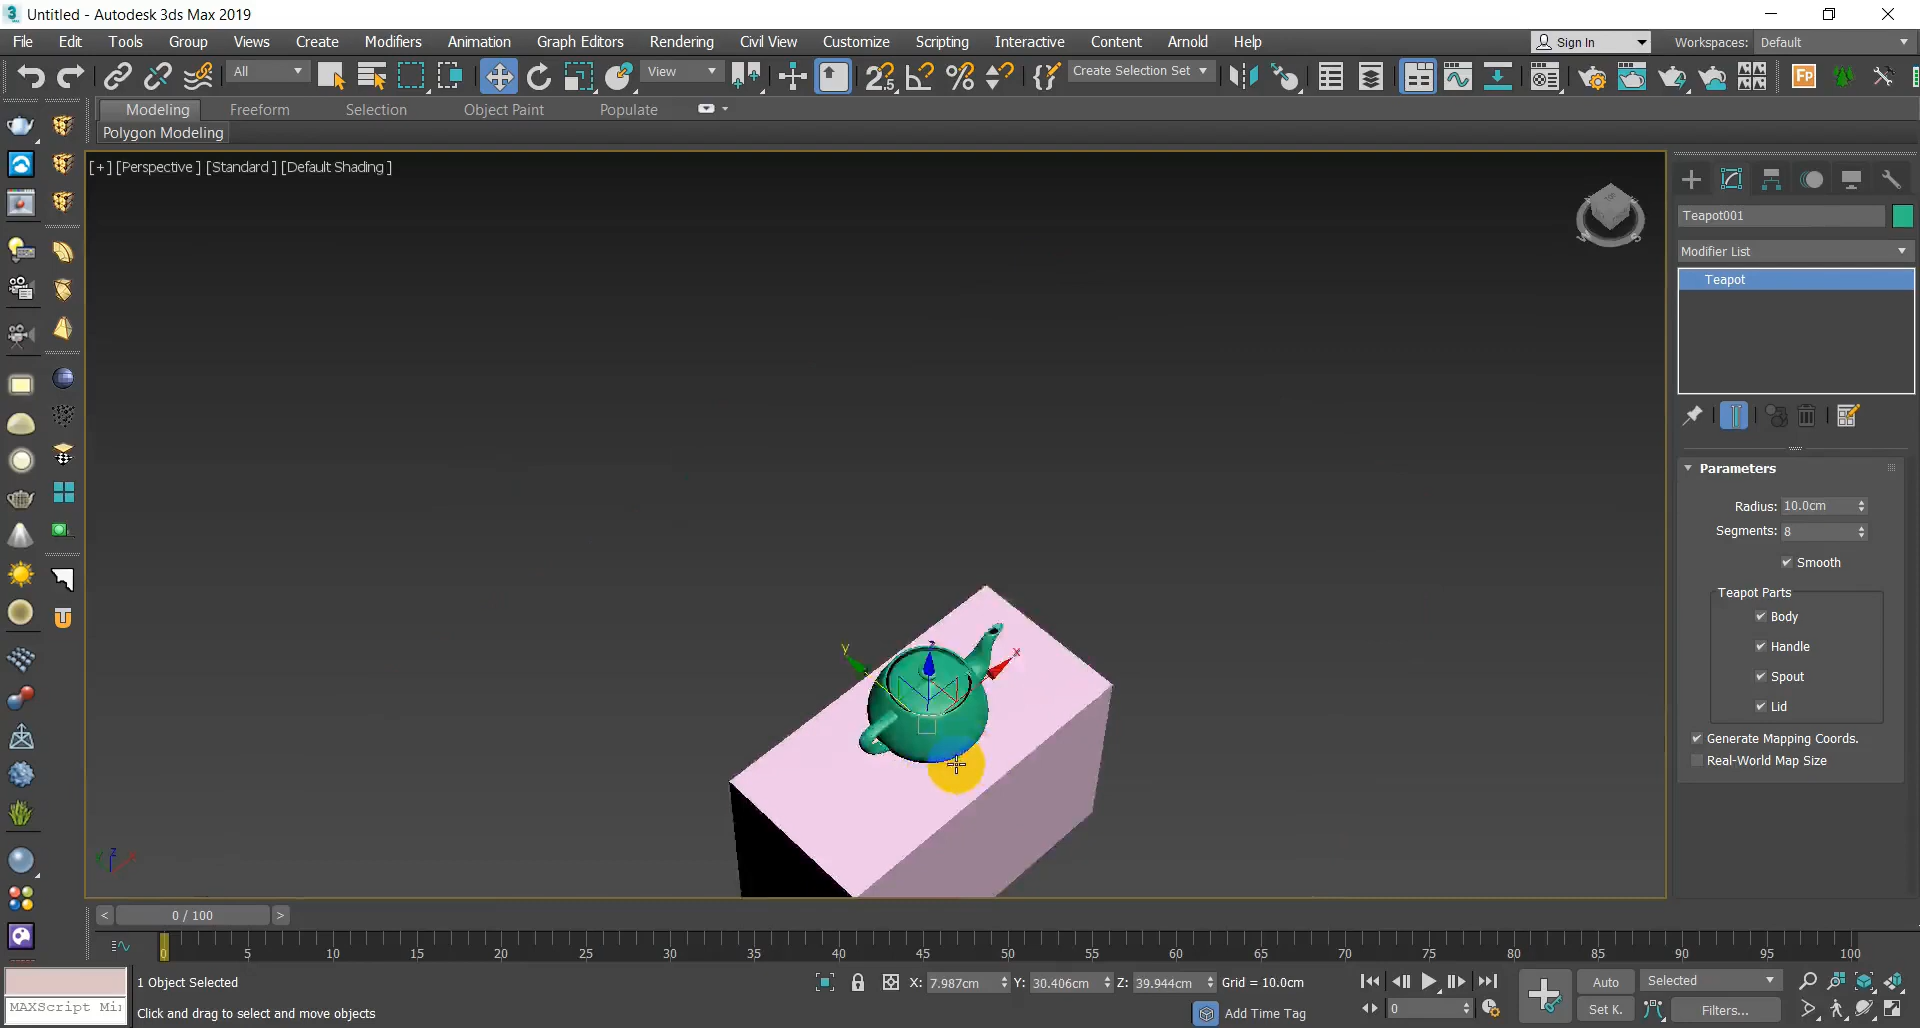 Untitled - Autodesk 3ds Max 2019
File Edit Tools Group Views Create Modifiers Animation Graph Editors Rendering Civil View Customize Scripting Interactive Content Arnold Help Sign In Workspaces: Default
All View Create Selection Set
Modeling Freeform Selection Object Paint Populate
Polygon Modeling
[ + ] [Perspective ] [Standard ] [Default Shading ]
Teapot001
Modifier List
Teapot
Parameters
Radius: 10.0cm
Segments: 8
Smooth
Teapot Parts
Body
Handle
Spout
Lid
Generate Mapping Coords.
Real-World Map Size
y z x
0 / 100
0 5 10 15 20 25 30 35 40 45 50 55 60 65 70 75 80 85 90 95 100
1 Object Selected X: 7.987cm Y: 30.406cm Z: 39.944cm Grid = 10.0cm Auto Selected
MAXScript Mi
Click and drag to select and move objects Add Time Tag 0 Set K. Filters...